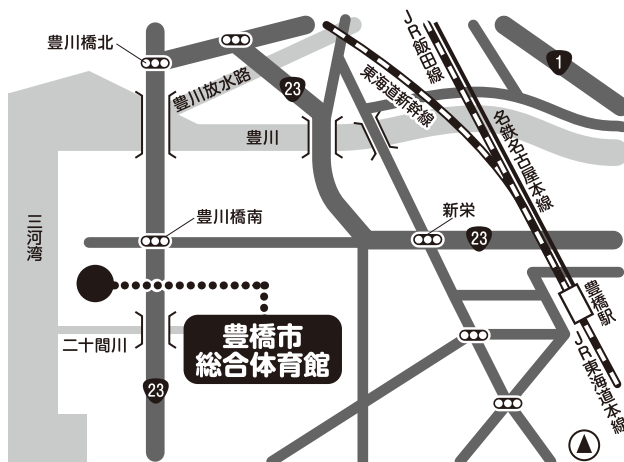 豊川橋北
豊川放水路
23
東海道新幹線
JR飯田線
1
名鉄名古屋本線
豊川
三河湾
豊川橋南
新栄
23
豊橋駅
豊橋市
総合体育館
二十間川
23
JR東海道本線